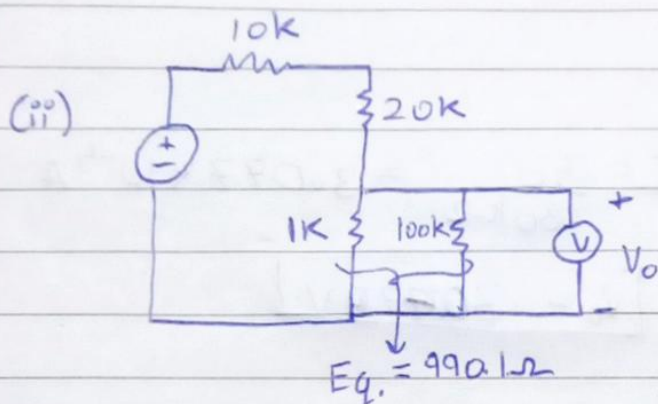 10k
(ii)
20k
+
−
1K
100k
V
+
Vo
−
Eq. = 990.1Ω